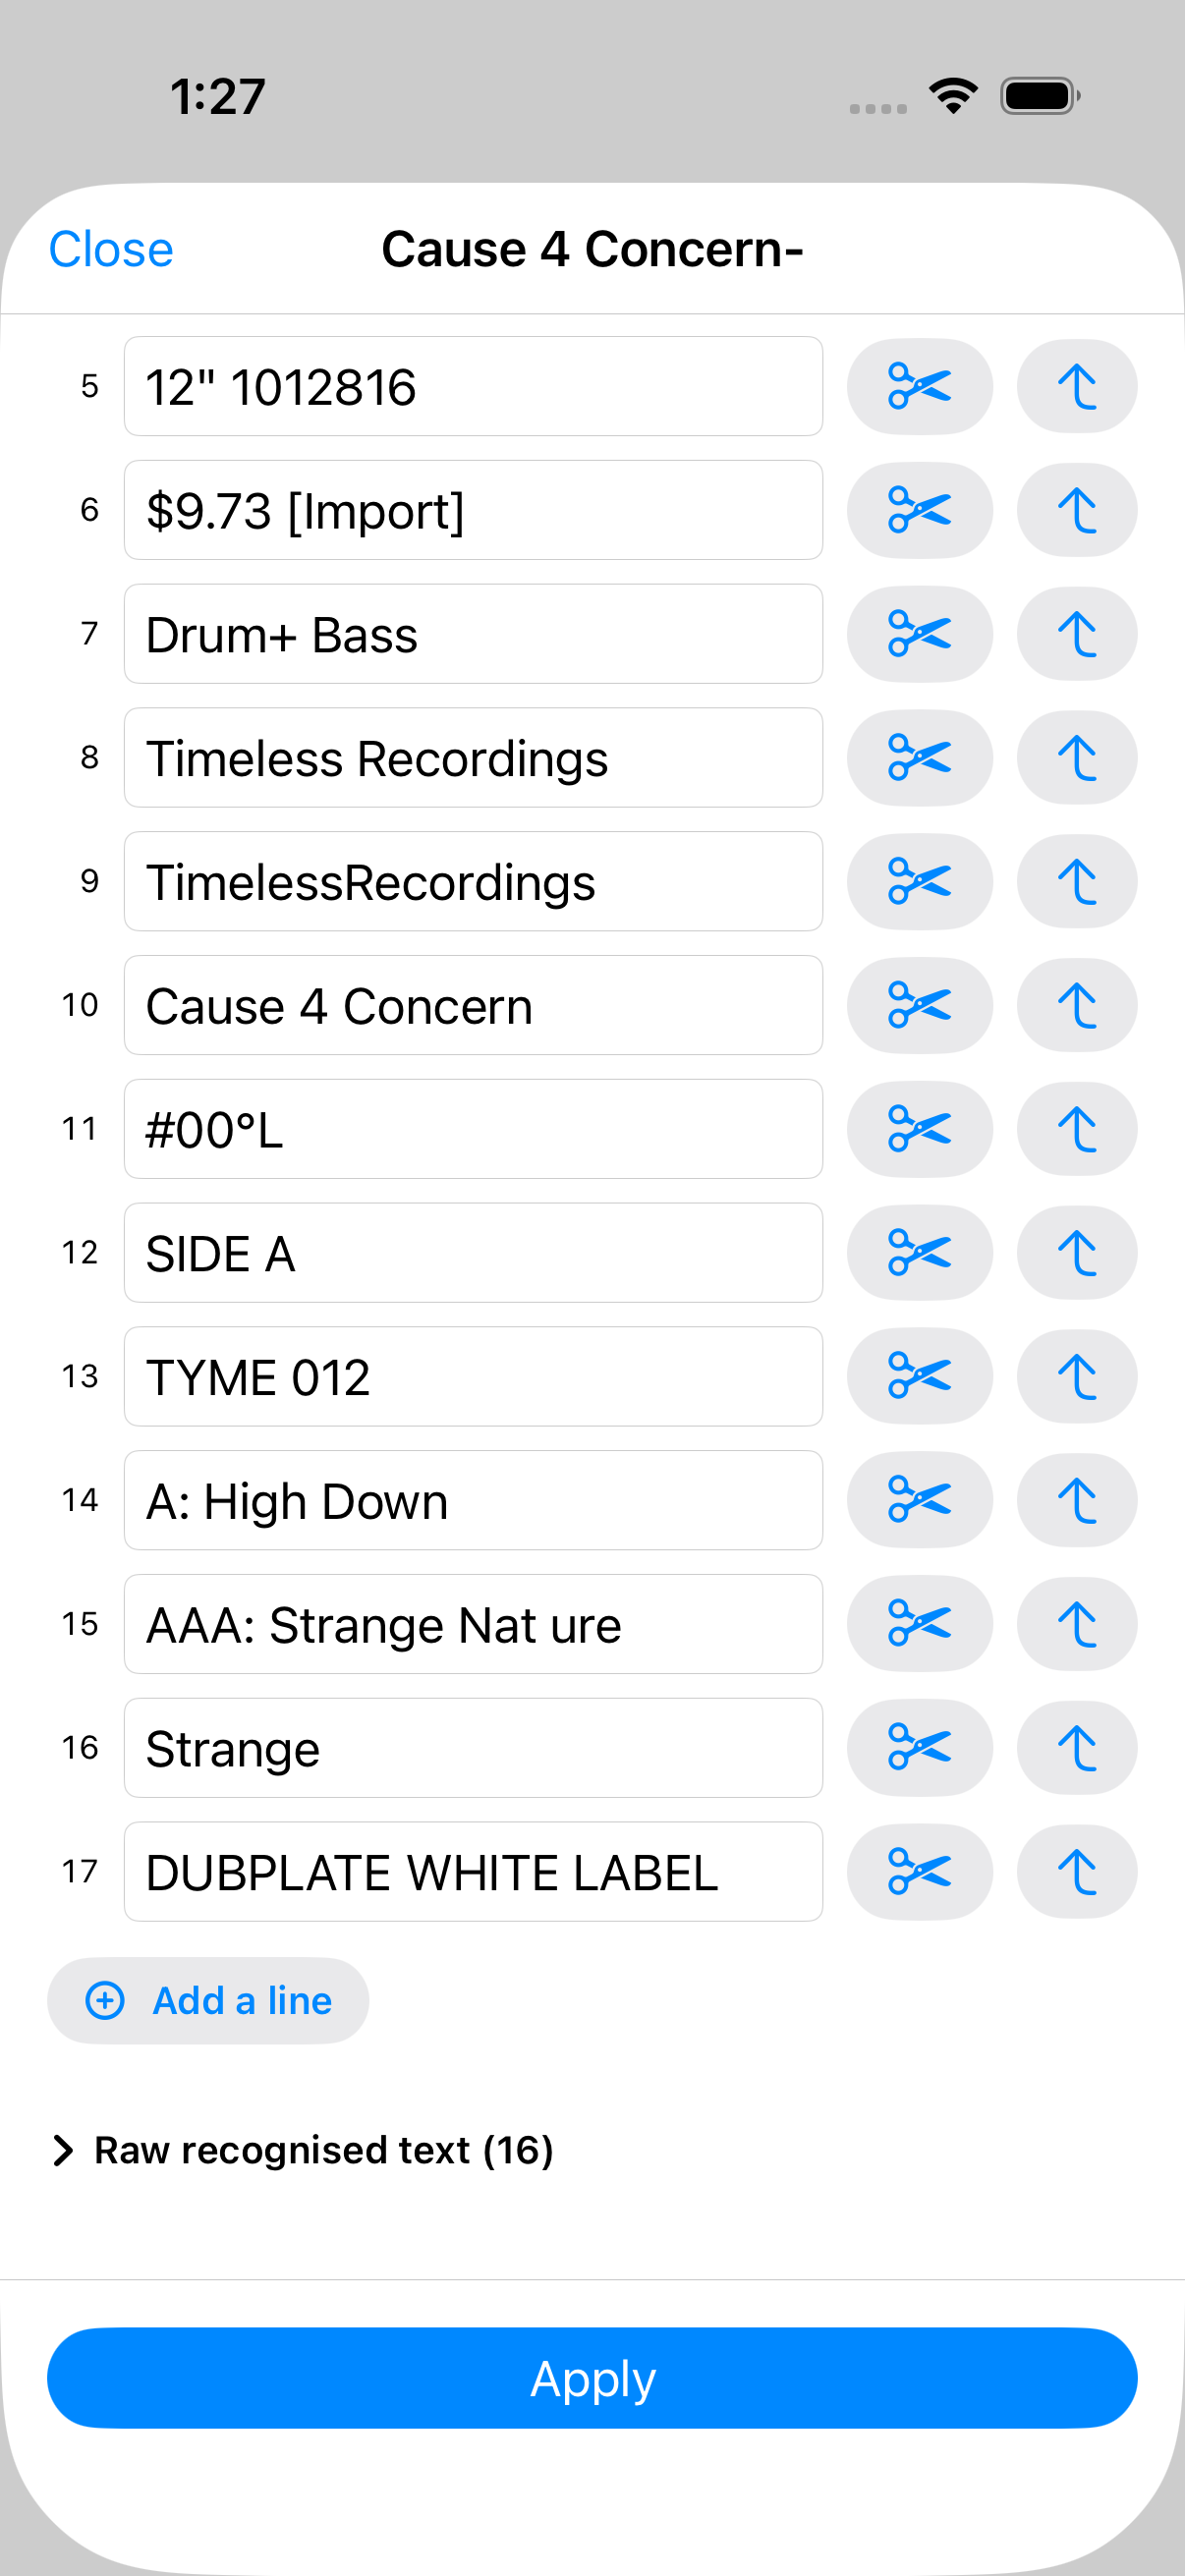 1:27
Close Cause 4 Concern-
5 12" 1012816
6 $9.73 [Import]
7 Drum+ Bass
8 Timeless Recordings
9 TimelessRecordings
10 Cause 4 Concern
11 #00°L
12 SIDE A
13 TYME 012
14 A: High Down
15 AAA: Strange Nat ure
16 Strange
17 DUBPLATE WHITE LABEL
Add a line
Raw recognised text (16)
Apply